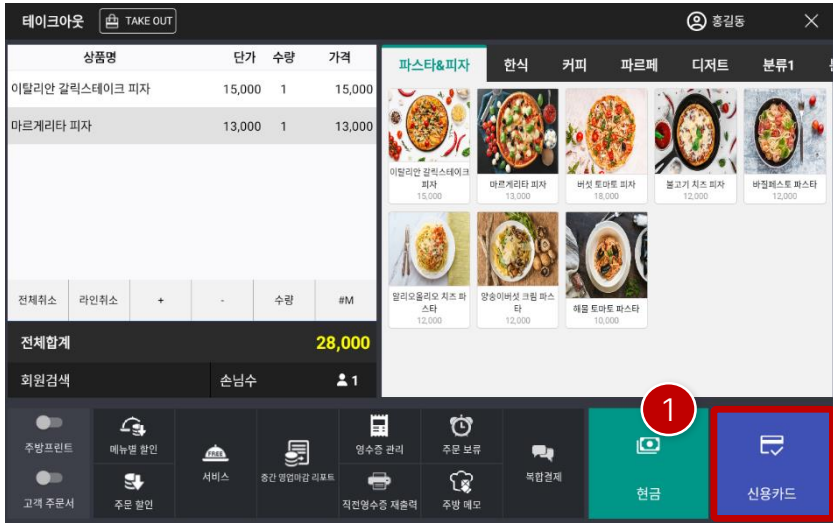 테이크아웃 TAKE OUT 홍길동
상품명 단가 수량 가격
이탈리안 갈릭스테이크 피자 15,000 1 15,000
마르게리타 피자 13,000 1 13,000
전체취소 라인취소 + - 수량 #M
전체합계 28,000
회원검색 손님수 1
파스타&피자 한식 커피 파르페 디저트 분류1
이탈리안 갈릭스테이크
피자
15,000
마르게리타 피자
13,000
버섯 토마토 피자
18,000
불고기 치즈 피자
12,000
바질페스토 파스타
12,000
알리오올리오 치즈 파
스타
12,000
양송이버섯 크림 파스
타
12,000
해물 토마토 파스타
10,000
주방프린트
고객 주문서
메뉴별 할인
주문 할인
FREE
서비스
중간 영업마감 리포트
영수증 관리
직전영수증 재출력
주문 보류
주방 메모
복합결제
1
현금
신용카드